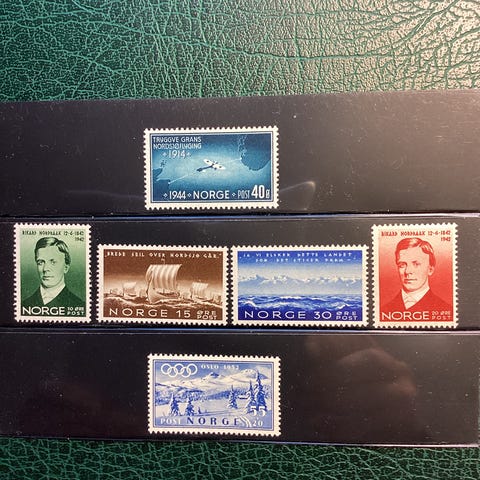 TRYGVE GRANS
NORDSJØFLYGING
1914
1944 NORGE POST 40 Ø
RIKARD NORDRAAK 12-6-1842
1942
NORGE 10 ØRE
POST
„BREDE SEIL OVER NORDSJØ GÅR."
NORGE 15 ØRE
POST
„JA, VI ELSKER DETTE LANDET
SOM DET STIGER FREM"
NORGE 30 ØRE
POST
RIKARD NORDRAAK 12-6-1842
1942
NORGE 20 ØRE
POST
OSLO 1952
55
+20
POST NORGE